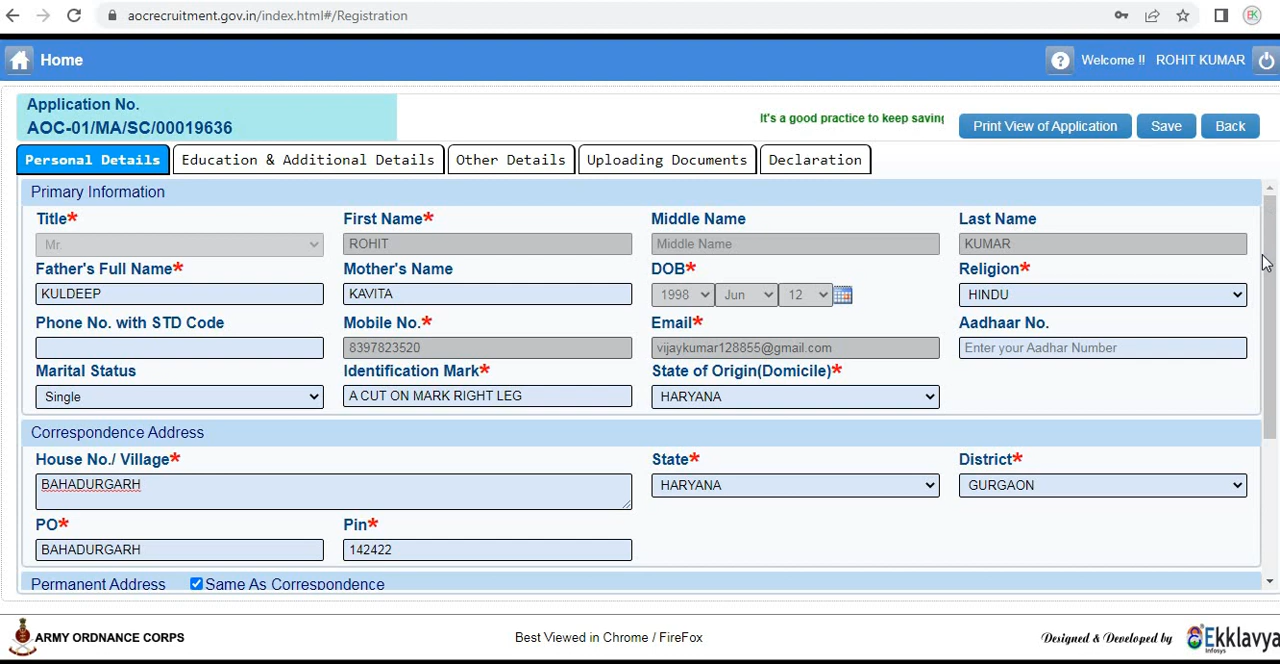 aocrecruitment.gov.in/index.html#/Registration
Home
Welcome !! ROHIT KUMAR
Application No.
AOC-01/MA/SC/00019636
It's a good practice to keep saving
Print View of Application
Save
Back
Personal Details
Education & Additional Details
Other Details
Uploading Documents
Declaration
Primary Information
Title* First Name* Middle Name Last Name
Mr. ROHIT Middle Name KUMAR
Father's Full Name* Mother's Name DOB* Religion*
KULDEEP KAVITA 1998 Jun 12 HINDU
Phone No. with STD Code Mobile No.* Email* Aadhaar No.
8397823520 vijaykumar128855@gmail.com Enter your Aadhar Number
Marital Status Identification Mark* State of Origin(Domicile)*
Single A CUT ON MARK RIGHT LEG HARYANA
Correspondence Address
House No./ Village* State* District*
BAHADURGARH HARYANA GURGAON
PO* Pin*
BAHADURGARH 142422
Permanent Address Same As Correspondence
ARMY ORDNANCE CORPS
Best Viewed in Chrome / FireFox
Designed & Developed by Ekklavya
Infosys